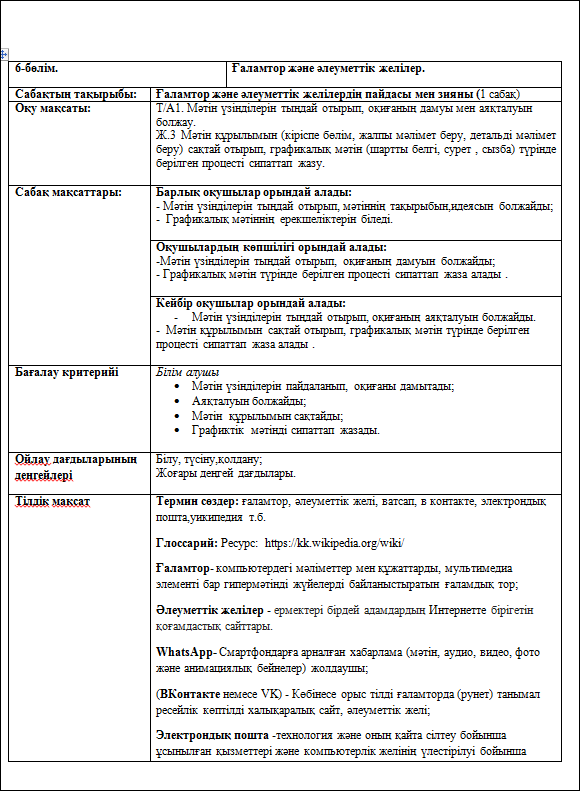 6-бөлім. Ғаламтор және әлеуметтік желілер.
Сабақтың тақырыбы: Ғаламтор және әлеуметтік желілердің пайдасы мен зияны (1 сабақ)
Оқу мақсаты: Т/А1. Мәтін үзінділерін тыңдай отырып, оқиғаның дамуы мен аяқталуын
болжау.
Ж.3 Мәтін құрылымын (кіріспе бөлім, жалпы мәлімет беру, детальді мәлімет
беру) сақтай отырып, графикалық мәтін (шартты белгі, сурет , сызба) түрінде
берілген процесті сипаттап жазу.
Сабақ мақсаттары: Барлық оқушылар орындай алады:
- Мәтін үзінділерін тыңдай отырып, мәтіннің тақырыбын,идеясын болжайды;
- Графикалық мәтіннің ерекшеліктерін біледі.
Оқушылардың көпшілігі орындай алады:
-Мәтін үзінділерін тыңдай отырып, оқиғаның дамуын болжайды;
- Графикалық мәтін түрінде берілген процесті сипаттап жаза алады .
Кейбір оқушылар орындай алады:
- Мәтін үзінділерін тыңдай отырып, оқиғаның аяқталуын болжайды.
- Мәтін құрылымын сақтай отырып, графикалық мәтін түрінде берілген
процесті сипаттап жаза алады .
Бағалау критерийі Білім алушы
• Мәтін үзінділерін пайдаланып, оқиғаны дамытады;
• Аяқталуын болжайды;
• Мәтін құрылымын сақтайды;
• Графиктік мәтінді сипаттап жазады.
Ойлау дағдыларының Білу, түсіну,қолдану;
деңгейлері Жоғары деңгей дағдылары.
Тілдік мақсат Термин сөздер: ғаламтор, әлеуметтік желі, ватсап, в контакте, электрондық
пошта,уикипедия т.б.
Глоссарий: Ресурс: https://kk.wikipedia.org/wiki/
Ғаламтор- компьютердегі мәліметтер мен құжаттарды, мультимедиа
элементі бар гипермәтінді жүйелерді байланыстыратын ғаламдық тор;
Әлеуметтік желілер - ермектері бірдей адамдардың Интернетте бірігетін
қоғамдастық сайттары.
WhatsApp- Смартфондарға арналған хабарлама (мәтін, аудио, видео, фото
және анимациялық бейнелер) жолдаушы;
(ВКонтакте немесе VK) - Көбінесе орыс тілді ғаламторда (рунет) танымал
ресейлік көптілді халықаралық сайт, әлеуметтік желі;
Электрондық пошта -технология және оның қайта сілтеу бойынша
ұсынылған қызметтері және компьютерлік желінің үлестірілуі бойынша